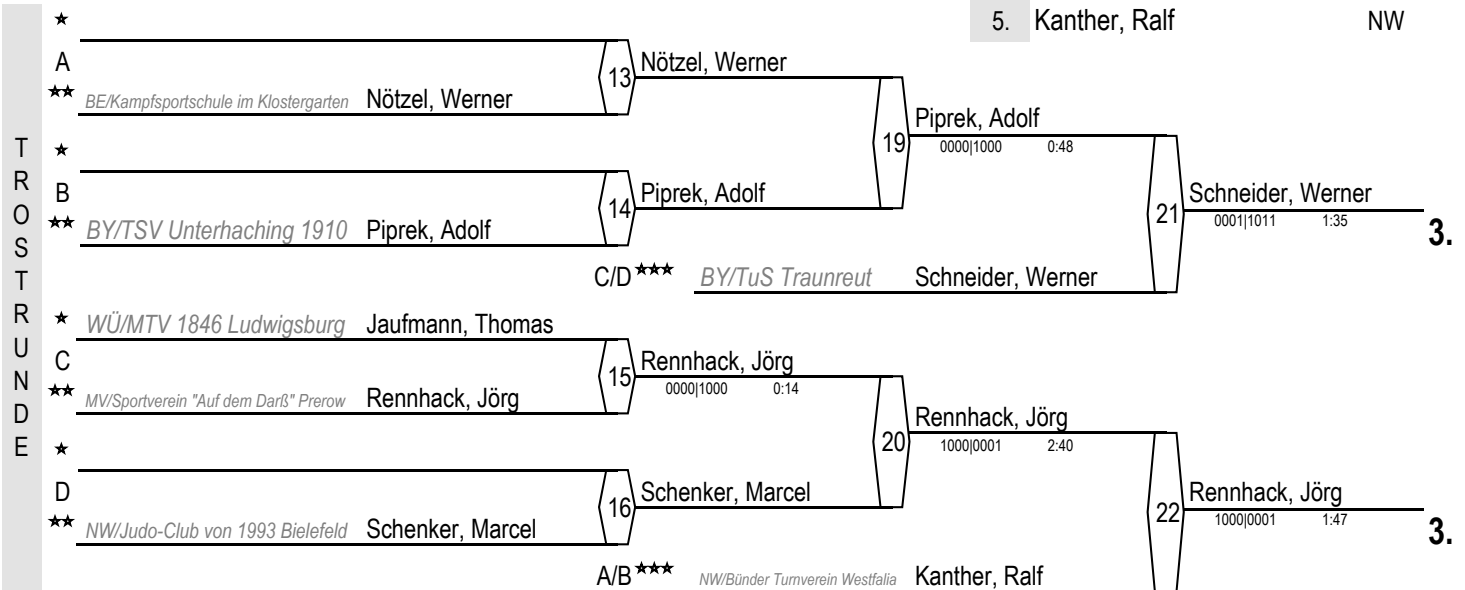 5. Kanther, Ralf NW
TROSTRUNDE
★
A
13 Nötzel, Werner
★★ BE/Kampfsportschule im Klostergarten Nötzel, Werner
19 Piprek, Adolf
0000|1000 0:48
★
B
14 Piprek, Adolf
★★ BY/TSV Unterhaching 1910 Piprek, Adolf
21 Schneider, Werner
0001|1011 1:35
3.
C/D ★★★ BY/TuS Traunreut Schneider, Werner
★ WÜ/MTV 1846 Ludwigsburg Jaufmann, Thomas
C
15 Rennhack, Jörg
0000|1000 0:14
★★ MV/Sportverein "Auf dem Darß" Prerow Rennhack, Jörg
20 Rennhack, Jörg
1000|0001 2:40
★
D
16 Schenker, Marcel
★★ NW/Judo-Club von 1993 Bielefeld Schenker, Marcel
22 Rennhack, Jörg
1000|0001 1:47
3.
A/B ★★★ NW/Bünder Turnverein Westfalia Kanther, Ralf